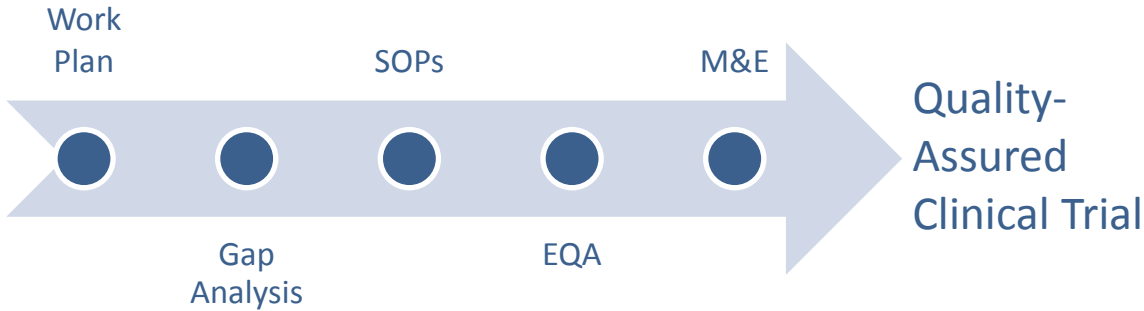 Work
Plan
SOPs
M&E
Quality-
Assured
Clinical Trial
Gap
Analysis
EQA